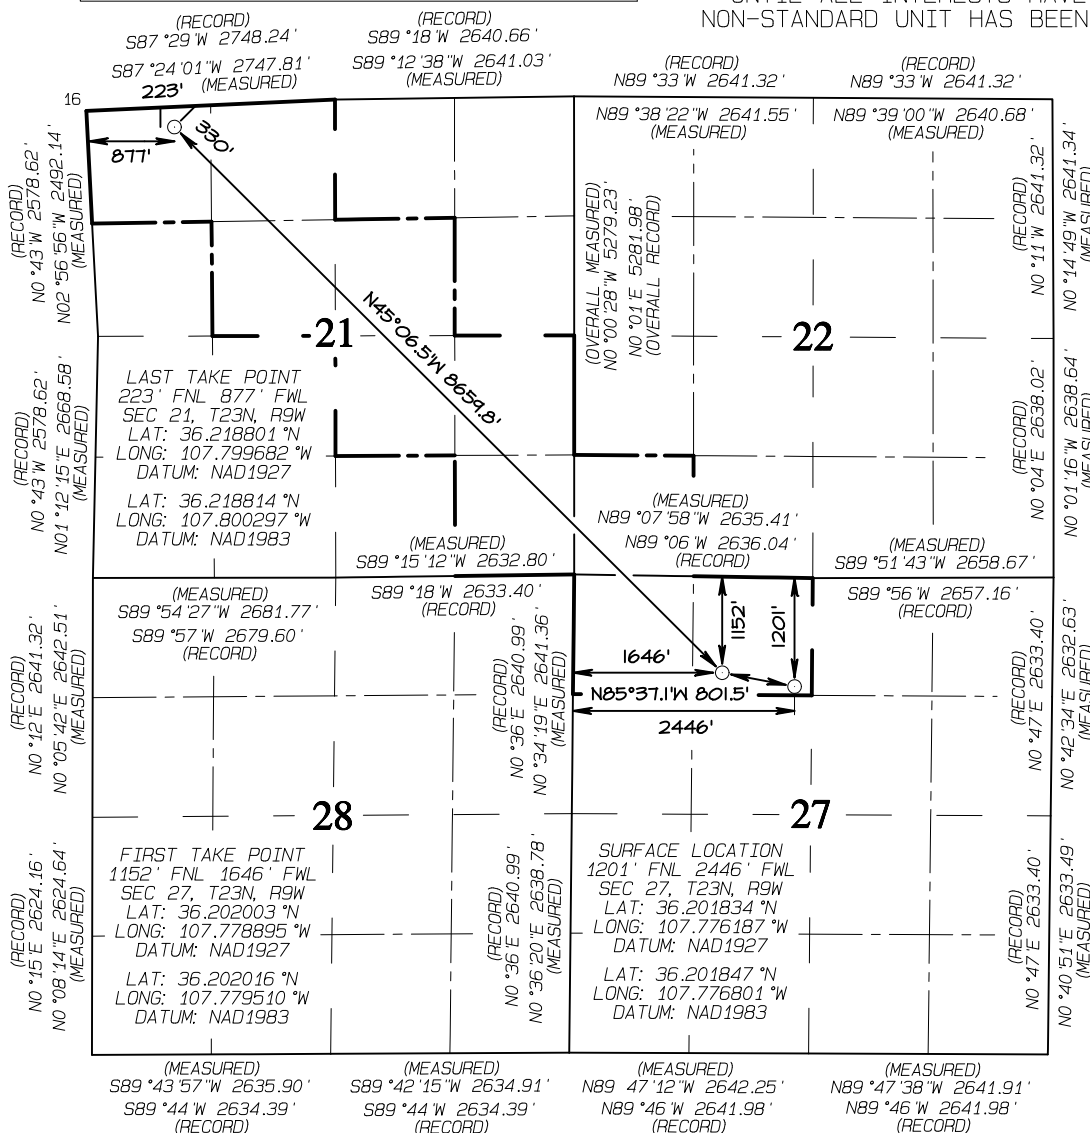 UNTIL ALL INTERESTS HAVE
NON-STANDARD UNIT HAS BEEN
(RECORD)
S87°29'W 2748.24'
S87°24'01"W 2747.81'
(MEASURED)
(RECORD)
S89°18'W 2640.66'
S89°12'38"W 2641.03'
(MEASURED)
(RECORD)
N89°33'W 2641.32'
N89°38'22"W 2641.55'
(MEASURED)
(RECORD)
N89°33'W 2641.32'
N89°39'00"W 2640.68'
(MEASURED)
16
223'
877'
330'
(RECORD)
N0°43'W 2578.62'
N02°56'56"W 2492.14'
(MEASURED)
(OVERALL MEASURED)
N0°00'28"W 5279.23'
N0°01'E 5281.98'
(OVERALL RECORD)
(RECORD)
N0°11'W 2641.32'
N0°14'49"W 2641.34'
(MEASURED)
21
22
N45°06.5'W 8659.8'
LAST TAKE POINT
223' FNL 877' FWL
SEC 21, T23N, R9W
LAT: 36.218801°N
LONG: 107.799682°W
DATUM: NAD1927
LAT: 36.218814°N
LONG: 107.800297°W
DATUM: NAD1983
(RECORD)
N0°43'W 2578.62'
N01°12'15"E 2668.58'
(MEASURED)
(RECORD)
N0°04'E 2638.02'
N0°01'16"W 2638.64'
(MEASURED)
(MEASURED)
S89°15'12"W 2632.80'
S89°18'W 2633.40'
(RECORD)
(MEASURED)
N89°07'58"W 2635.41'
N89°06'W 2636.04'
(RECORD)
(MEASURED)
S89°51'43"W 2658.67'
S89°56'W 2657.16'
(RECORD)
(MEASURED)
S89°54'27"W 2681.77'
S89°57'W 2679.60'
(RECORD)
1152'
1201'
1646'
N85°37.1'W 801.5'
2446'
(RECORD)
N0°12'E 2641.32'
N0°05'42"E 2642.51'
(MEASURED)
(RECORD)
N0°36'E 2640.99'
N0°34'19"E 2641.36'
(MEASURED)
(RECORD)
N0°47'E 2633.40'
N0°42'34"E 2632.63'
(MEASURED)
28
27
FIRST TAKE POINT
1152' FNL 1646' FWL
SEC 27, T23N, R9W
LAT: 36.202003°N
LONG: 107.778895°W
DATUM: NAD1927
LAT: 36.202016°N
LONG: 107.779510°W
DATUM: NAD1983
SURFACE LOCATION
1201' FNL 2446' FWL
SEC 27, T23N, R9W
LAT: 36.201834°N
LONG: 107.776187°W
DATUM: NAD1927
LAT: 36.201847°N
LONG: 107.776801°W
DATUM: NAD1983
(RECORD)
N0°15'E 2624.16'
N0°08'14"E 2624.64'
(MEASURED)
(RECORD)
N0°36'E 2640.99'
N0°36'20"E 2638.78'
(MEASURED)
(RECORD)
N0°47'E 2633.40'
N0°40'51"E 2633.49'
(MEASURED)
(MEASURED)
S89°43'57"W 2635.90'
S89°44'W 2634.39'
(RECORD)
(MEASURED)
S89°42'15"W 2634.91'
S89°44'W 2634.39'
(RECORD)
(MEASURED)
N89 47'12"W 2642.25'
N89°46'W 2641.98'
(RECORD)
(MEASURED)
N89°47'38"W 2641.91'
N89°46'W 2641.98'
(RECORD)